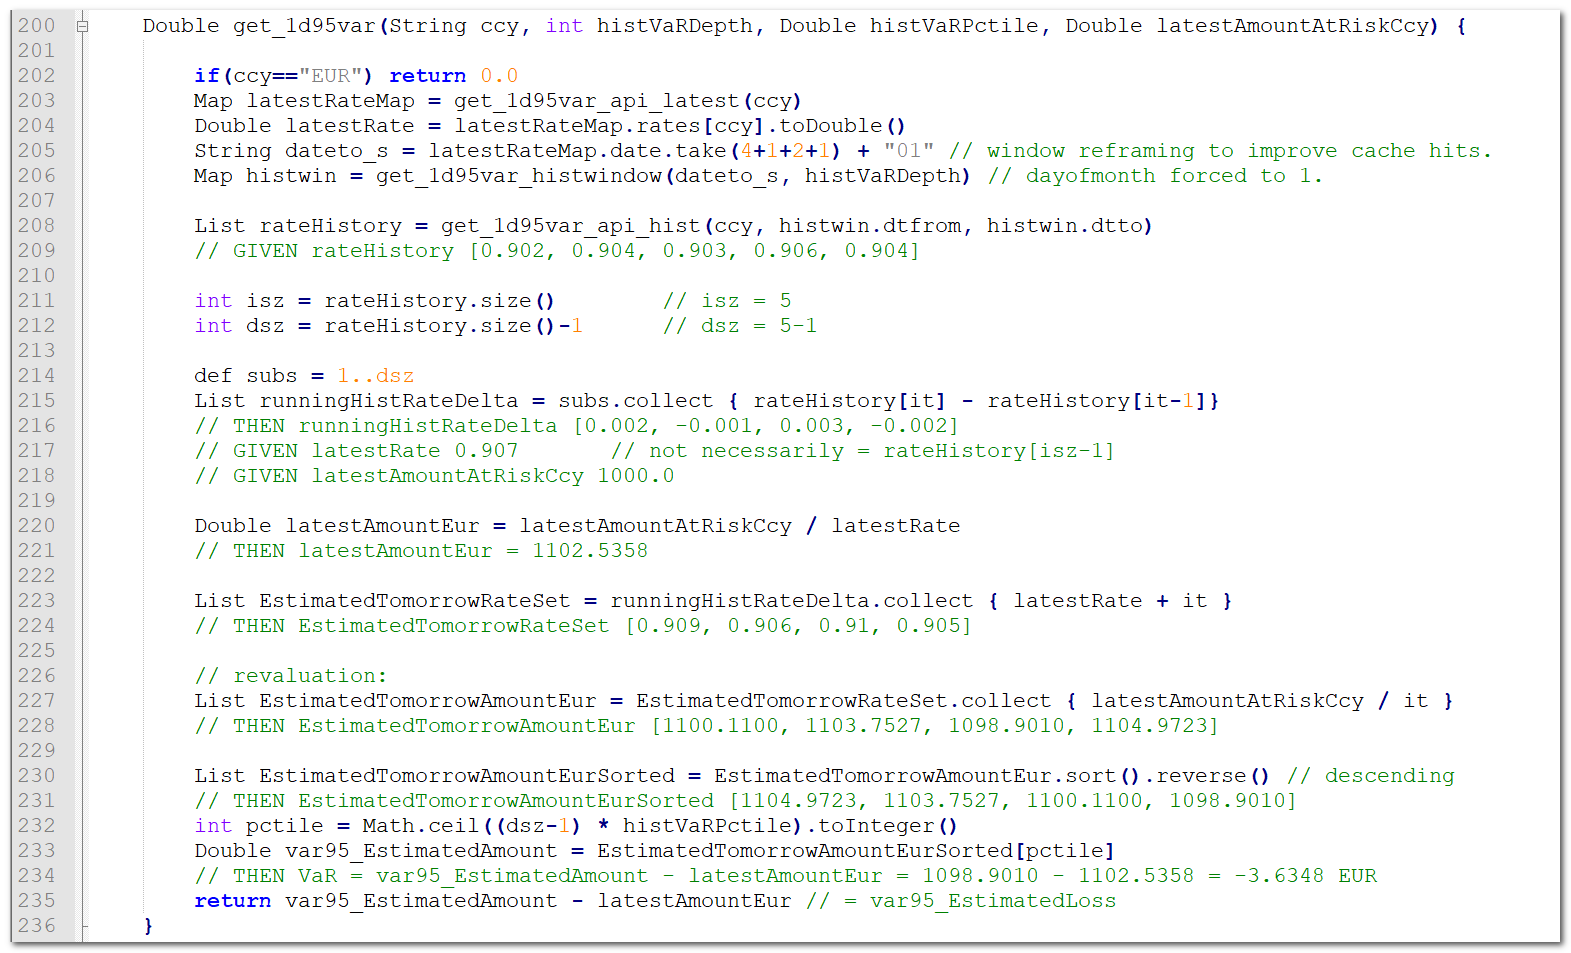 200 Double get_1d95var(String ccy, int histVaRDepth, Double histVaRPctile, Double latestAmountAtRiskCcy) {
201
202 if(ccy=="EUR") return 0.0
203 Map latestRateMap = get_1d95var_api_latest(ccy)
204 Double latestRate = latestRateMap.rates[ccy].toDouble()
205 String dateto_s = latestRateMap.date.take(4+1+2+1) + "01" // window reframing to improve cache hits.
206 Map histwin = get_1d95var_histwindow(dateto_s, histVaRDepth) // dayofmonth forced to 1.
207
208 List rateHistory = get_1d95var_api_hist(ccy, histwin.dtfrom, histwin.dtto)
209 // GIVEN rateHistory [0.902, 0.904, 0.903, 0.906, 0.904]
210
211 int isz = rateHistory.size() // isz = 5
212 int dsz = rateHistory.size()-1 // dsz = 5-1
213
214 def subs = 1..dsz
215 List runningHistRateDelta = subs.collect { rateHistory[it] - rateHistory[it-1]}
216 // THEN runningHistRateDelta [0.002, -0.001, 0.003, -0.002]
217 // GIVEN latestRate 0.907 // not necessarily = rateHistory[isz-1]
218 // GIVEN latestAmountAtRiskCcy 1000.0
219
220 Double latestAmountEur = latestAmountAtRiskCcy / latestRate
221 // THEN latestAmountEur = 1102.5358
222
223 List EstimatedTomorrowRateSet = runningHistRateDelta.collect { latestRate + it }
224 // THEN EstimatedTomorrowRateSet [0.909, 0.906, 0.91, 0.905]
225
226 // revaluation:
227 List EstimatedTomorrowAmountEur = EstimatedTomorrowRateSet.collect { latestAmountAtRiskCcy / it }
228 // THEN EstimatedTomorrowAmountEur [1100.1100, 1103.7527, 1098.9010, 1104.9723]
229
230 List EstimatedTomorrowAmountEurSorted = EstimatedTomorrowAmountEur.sort().reverse() // descending
231 // THEN EstimatedTomorrowAmountEurSorted [1104.9723, 1103.7527, 1100.1100, 1098.9010]
232 int pctile = Math.ceil((dsz-1) * histVaRPctile).toInteger()
233 Double var95_EstimatedAmount = EstimatedTomorrowAmountEurSorted[pctile]
234 // THEN VaR = var95_EstimatedAmount - latestAmountEur = 1098.9010 - 1102.5358 = -3.6348 EUR
235 return var95_EstimatedAmount - latestAmountEur // = var95_EstimatedLoss
236 }